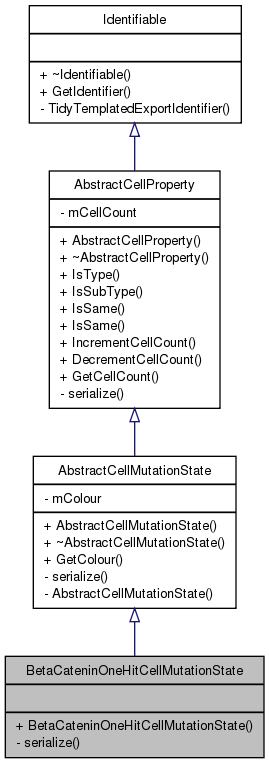 Identifiable
+ ~Identifiable()
+ GetIdentifier()
- TidyTemplatedExportIdentifier()
AbstractCellProperty
- mCellCount
+ AbstractCellProperty()
+ ~AbstractCellProperty()
+ IsType()
+ IsSubType()
+ IsSame()
+ IsSame()
+ IncrementCellCount()
+ DecrementCellCount()
+ GetCellCount()
- serialize()
AbstractCellMutationState
- mColour
+ AbstractCellMutationState()
+ ~AbstractCellMutationState()
+ GetColour()
- serialize()
- AbstractCellMutationState()
BetaCateninOneHitCellMutationState
+ BetaCateninOneHitCellMutationState()
- serialize()